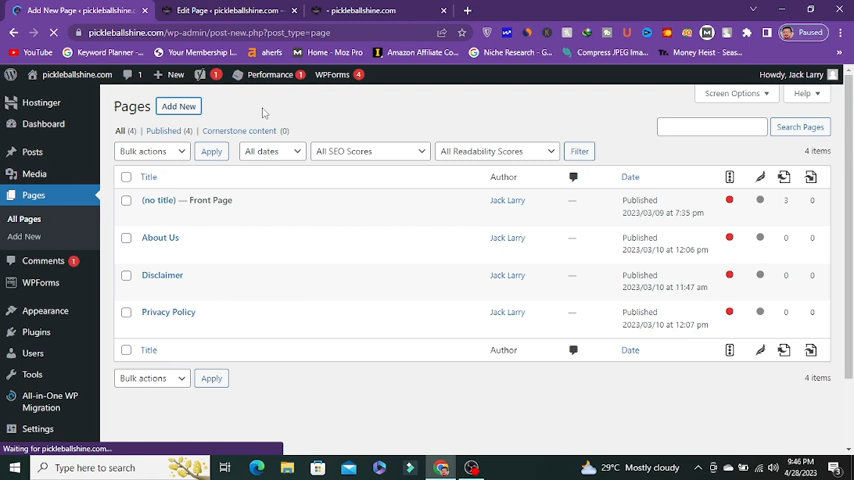 Add New Page ‹ pickleballshine.c
Edit Page ‹ pickleballshine.com —
- pickleballshine.com
pickleballshine.com/wp-admin/post-new.php?post_type=page
Paused
YouTube
Keyword Planner -...
Your Membership I...
aherfs
Home - Moz Pro
Amazon Affiliate Co...
Niche Research - G...
Compress JPEG Ima...
Money Heist - Seas...
pickleballshine.com
1
New
1
Performance
1
WPForms
4
Howdy, Jack Larry
Hostinger
Dashboard
Posts
Media
Pages
All Pages
Add New
Comments
1
WPForms
Appearance
Plugins
Users
Tools
All-in-One WP
Migration
Settings
Screen Options
Help
Pages
Add New
All (4) | Published (4) | Cornerstone content (0)
Search Pages
Bulk actions
Apply
All dates
All SEO Scores
All Readability Scores
Filter
4 items
Title
Author
Date
(no title) — Front Page
Jack Larry
—
Published
2023/03/09 at 7:35 pm
3
0
About Us
Jack Larry
—
Published
2023/03/10 at 12:06 pm
0
0
Disclaimer
Jack Larry
—
Published
2023/03/10 at 11:47 am
0
0
Privacy Policy
Jack Larry
—
Published
2023/03/10 at 12:07 pm
0
0
Title
Author
Date
Bulk actions
Apply
4 items
Waiting for pickleballshine.com...
Type here to search
29°C Mostly cloudy
9:46 PM
4/28/2023
3